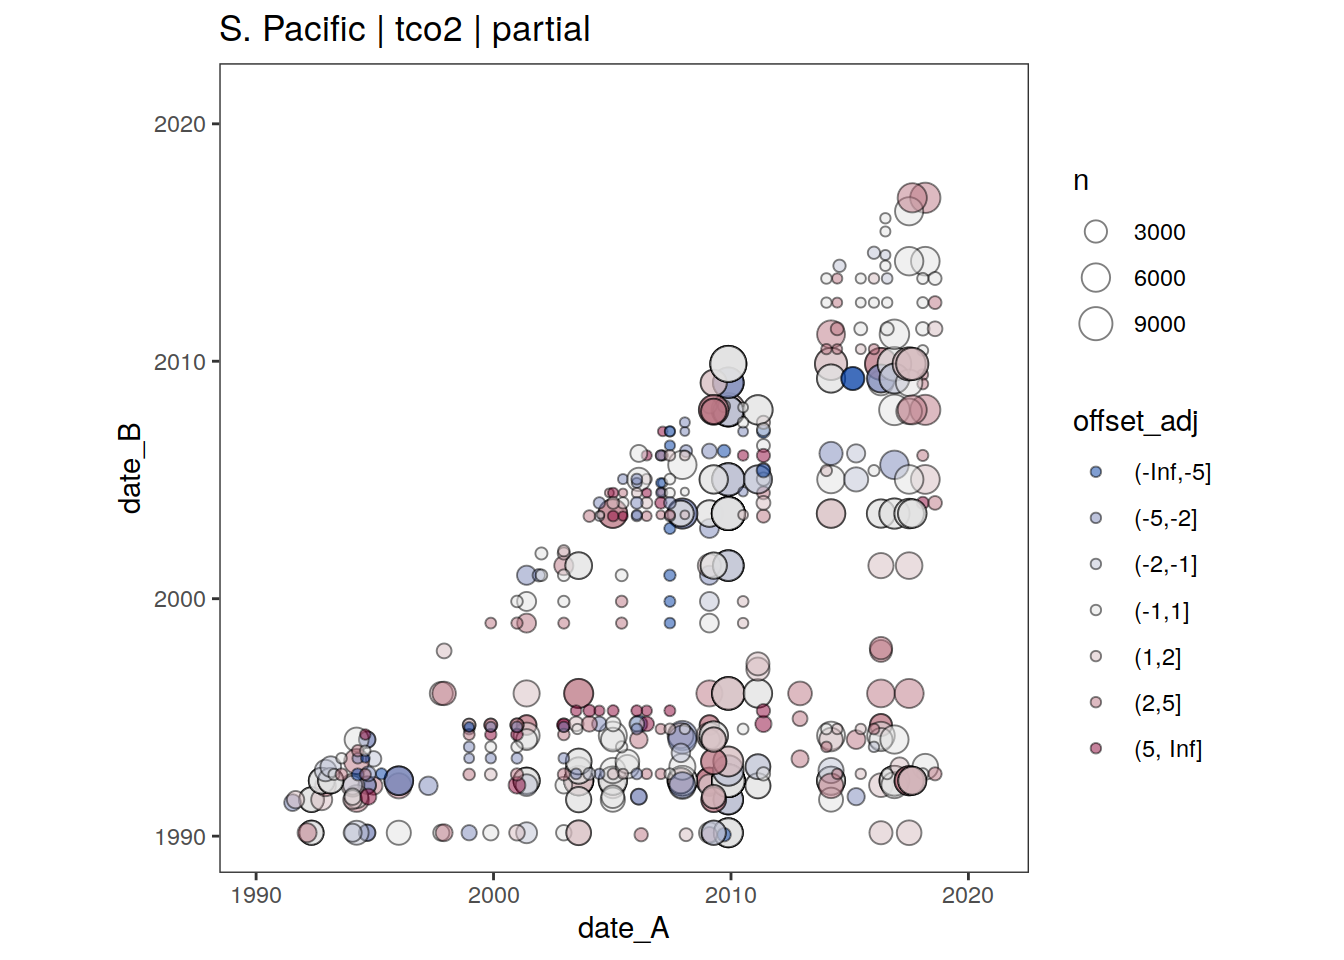 S. Pacific | tco2 | partial
2020
2010
2000
1990
date_B
1990
2000
2010
2020
date_A
n
3000
6000
9000
offset_adj
(-Inf,-5]
(-5,-2]
(-2,-1]
(-1,1]
(1,2]
(2,5]
(5, Inf]